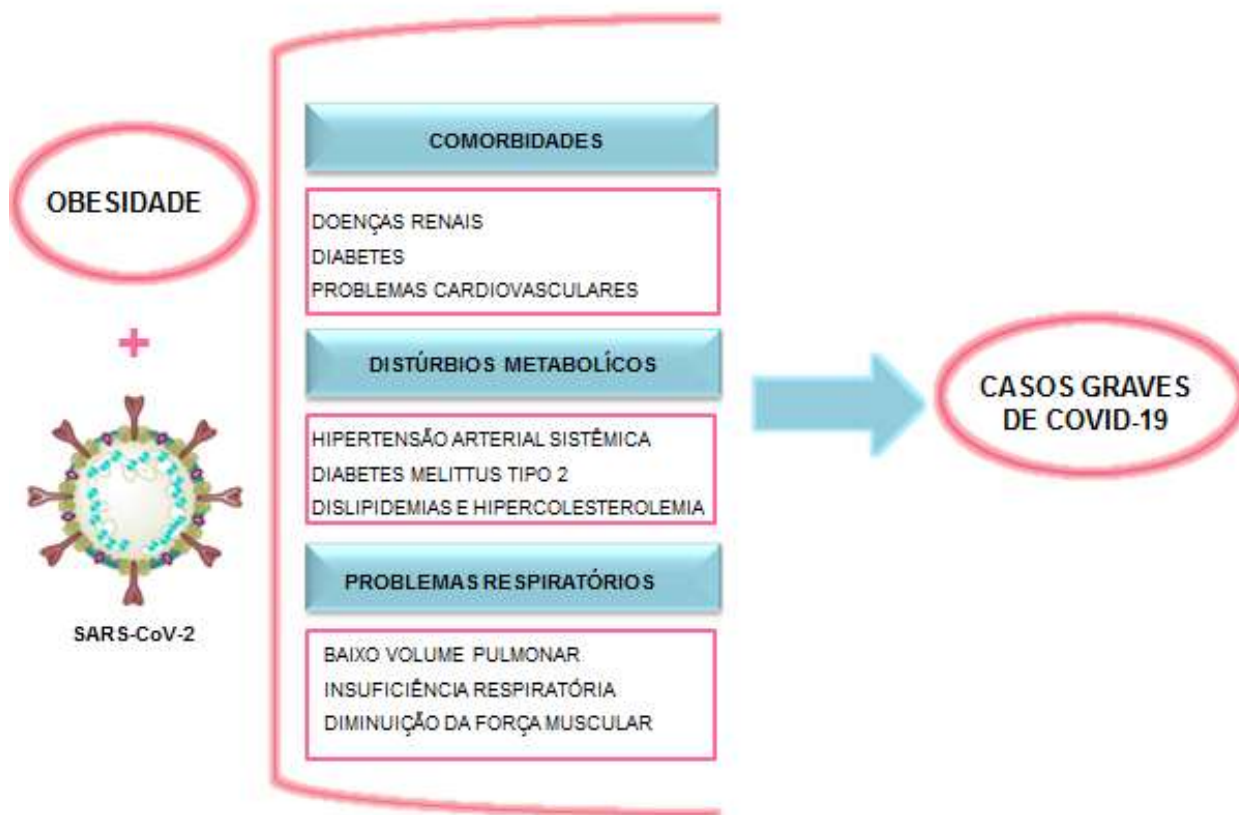 OBESIDADE
+
SARS-CoV-2
COMORBIDADES
DOENÇAS RENAIS
DIABETES
PROBLEMAS CARDIOVASCULARES
DISTÚRBIOS METABOLÍCOS
HIPERTENSÃO ARTERIAL SISTÊMICA
DIABETES MELITTUS TIPO 2
DISLIPIDEMIAS E HIPERCOLESTEROLEMIA
PROBLEMAS RESPIRATÓRIOS
BAIXO VOLUME PULMONAR
INSUFICIÊNCIA RESPIRATÓRIA
DIMINUIÇÃO DA FORÇA MUSCULAR
CASOS GRAVES
DE COVID-19